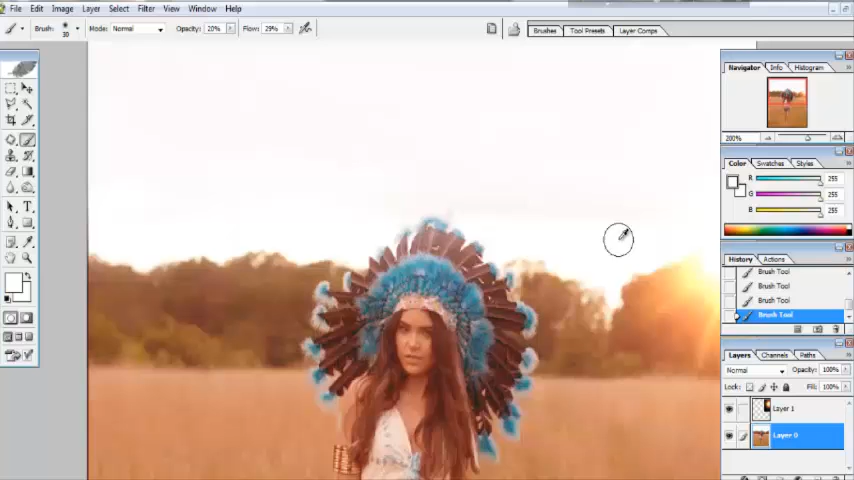 File Edit Image Layer Select Filter View Window Help
Brush: 30 Mode: Normal Opacity: 20% Flow: 29% Brushes Tool Presets Layer Comps
Navigator Info Histogram
200%
Color Swatches Styles
R 255
G 255
B 255
History Actions
Brush Tool
Brush Tool
Brush Tool
Brush Tool
Layers Channels Paths
Normal Opacity: 100%
Lock: Fill: 100%
Layer 1
Layer 0